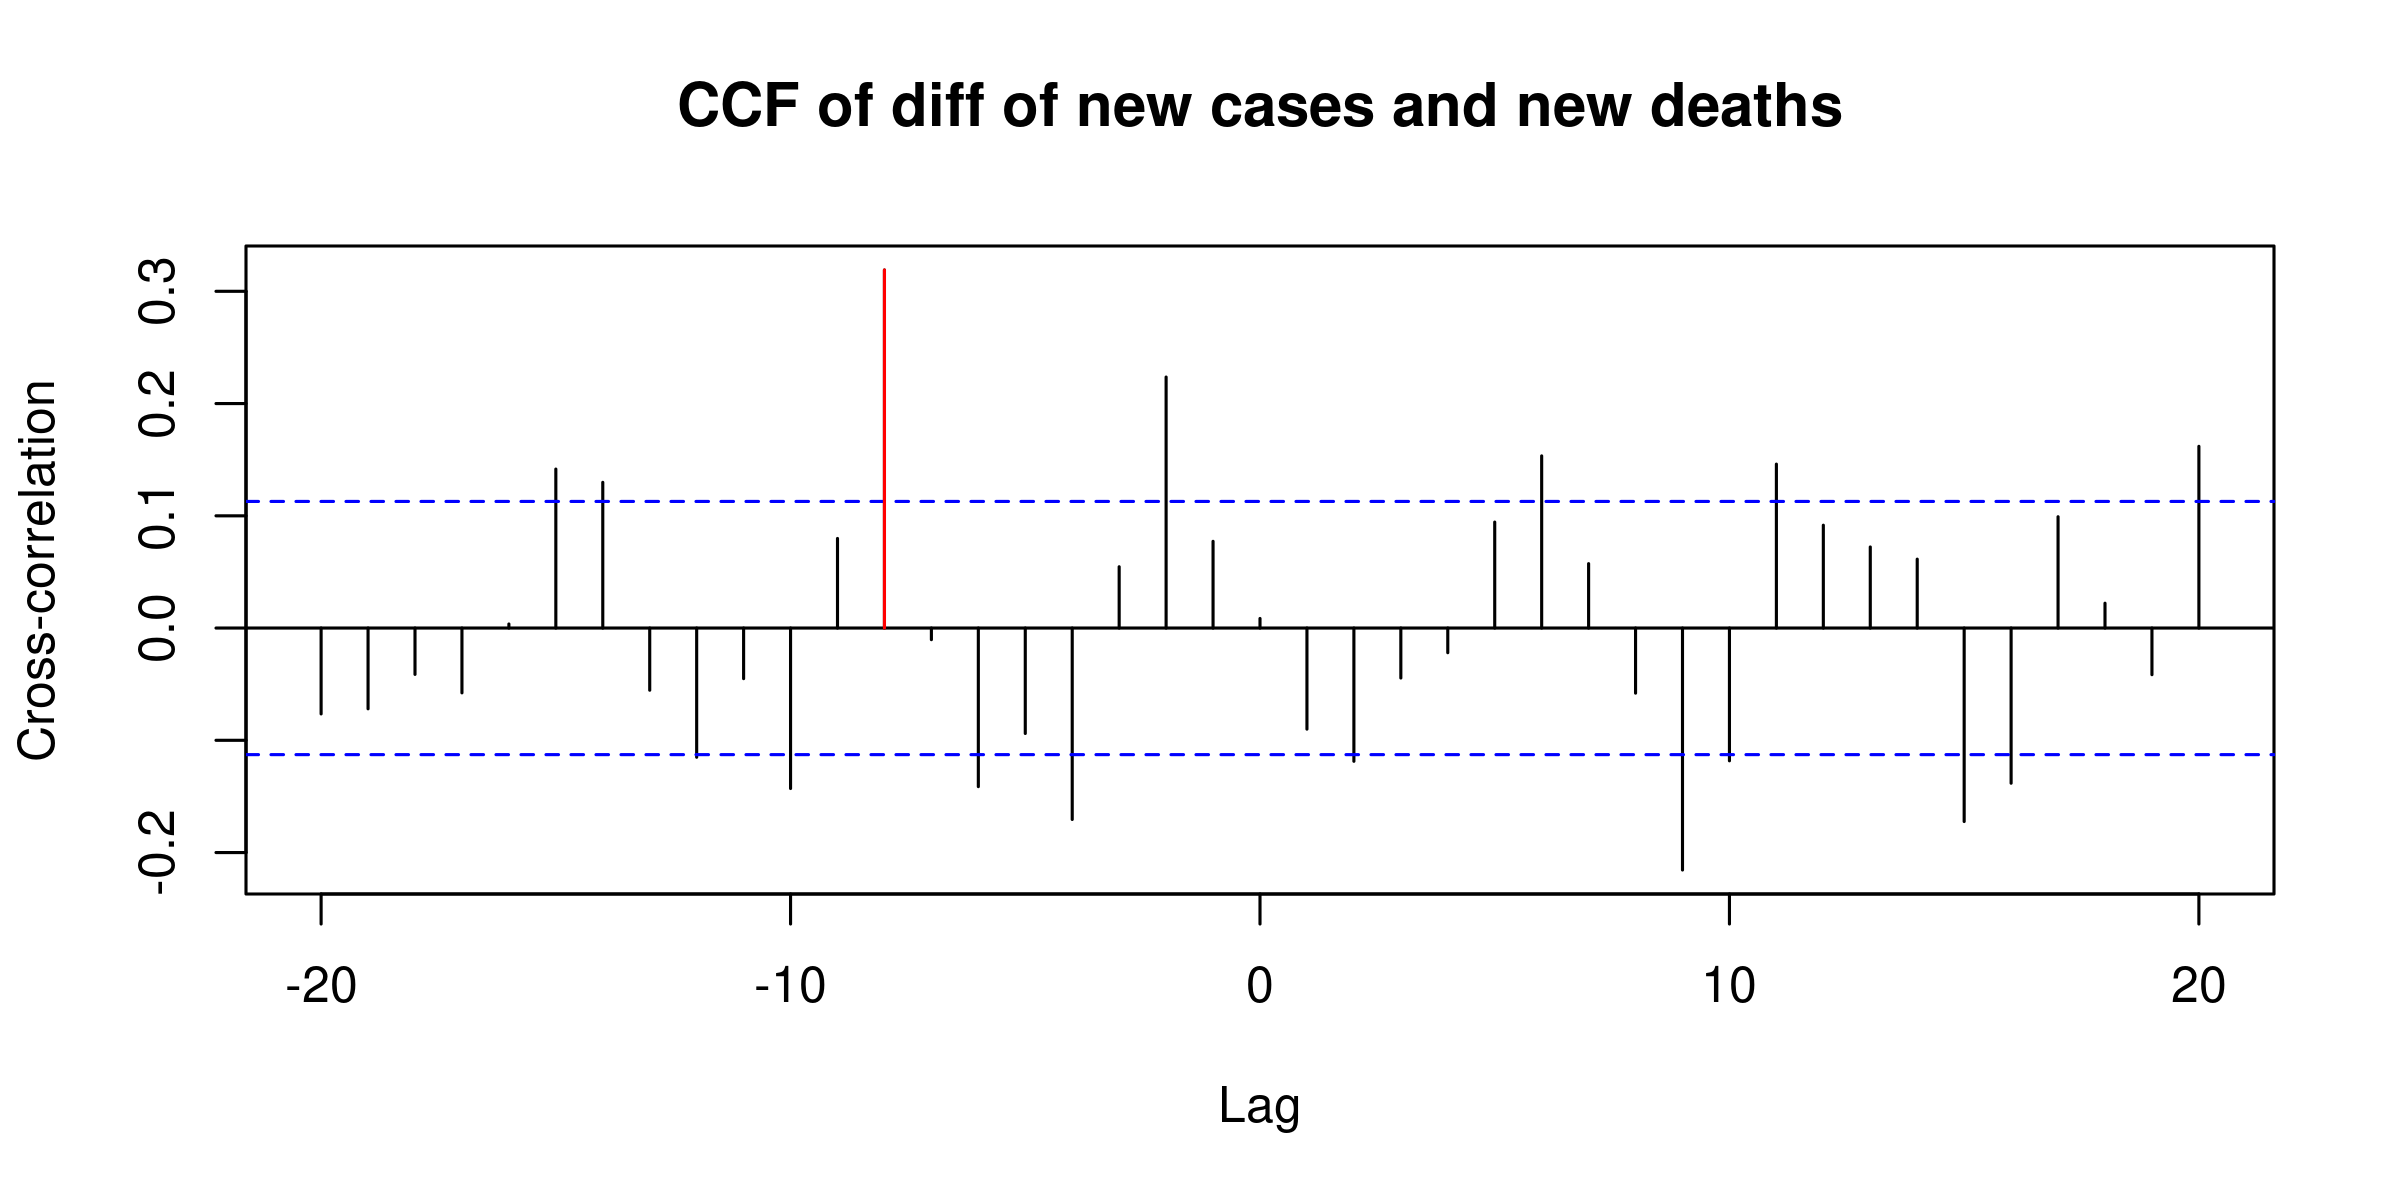 CCF of diff of new cases and new deaths
Cross-correlation
0.3
0.2
0.1
0.0
-0.2
-20 -10 0 10 20
Lag